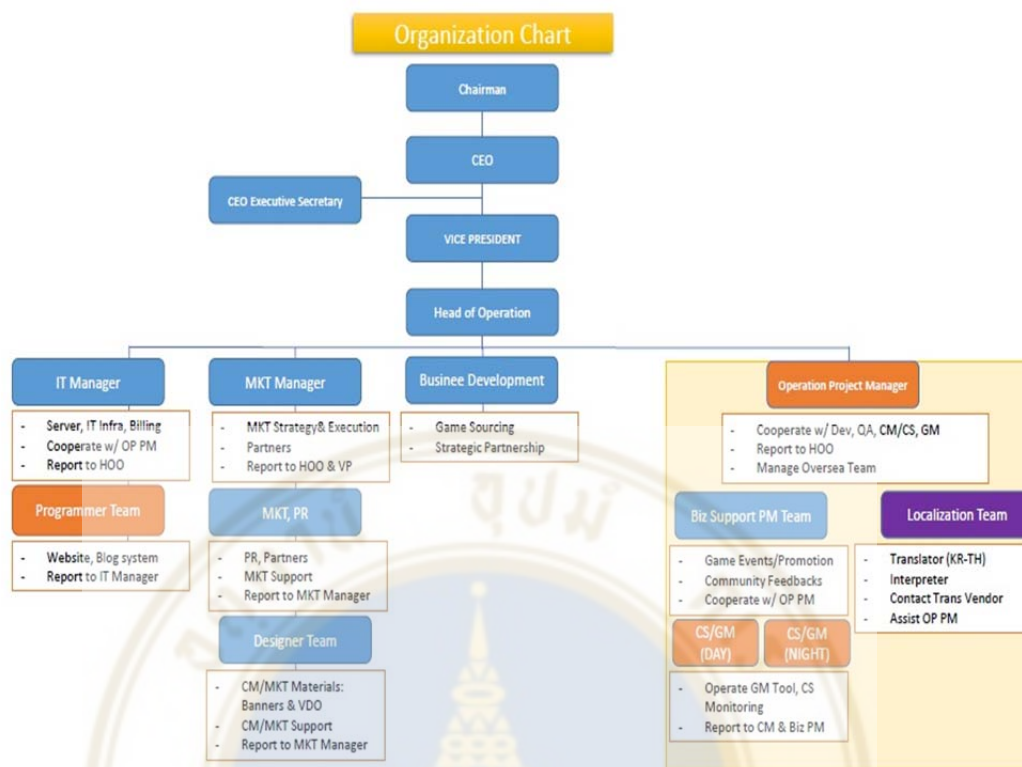 Organization Chart
Chairman
CEO
CEO Executive Secretary
VICE PRESIDENT
Head of Operation
IT Manager
- Server, IT Infra, Billing
- Cooperate w/ OP PM
- Report to HOO
Programmer Team
- Website, Blog system
- Report to IT Manager
MKT Manager
- MKT Strategy& Execution
- Partners
- Report to HOO & VP
MKT, PR
- PR, Partners
- MKT Support
- Report to MKT Manager
Designer Team
- CM/MKT Materials:
Banners & VDO
- CM/MKT Support
- Report to MKT Manager
Businee Development
- Game Sourcing
- Strategic Partnership
Operation Project Manager
- Cooperate w/ Dev, QA, CM/CS, GM
- Report to HOO
- Manage Oversea Team
Biz Support PM Team
- Game Events/Promotion
- Community Feedbacks
- Cooperate w/ OP PM
CS/GM
(DAY)
CS/GM
(NIGHT)
- Operate GM Tool, CS
Monitoring
- Report to CM & Biz PM
Localization Team
- Translator (KR-TH)
- Interpreter
- Contact Trans Vendor
- Assist OP PM